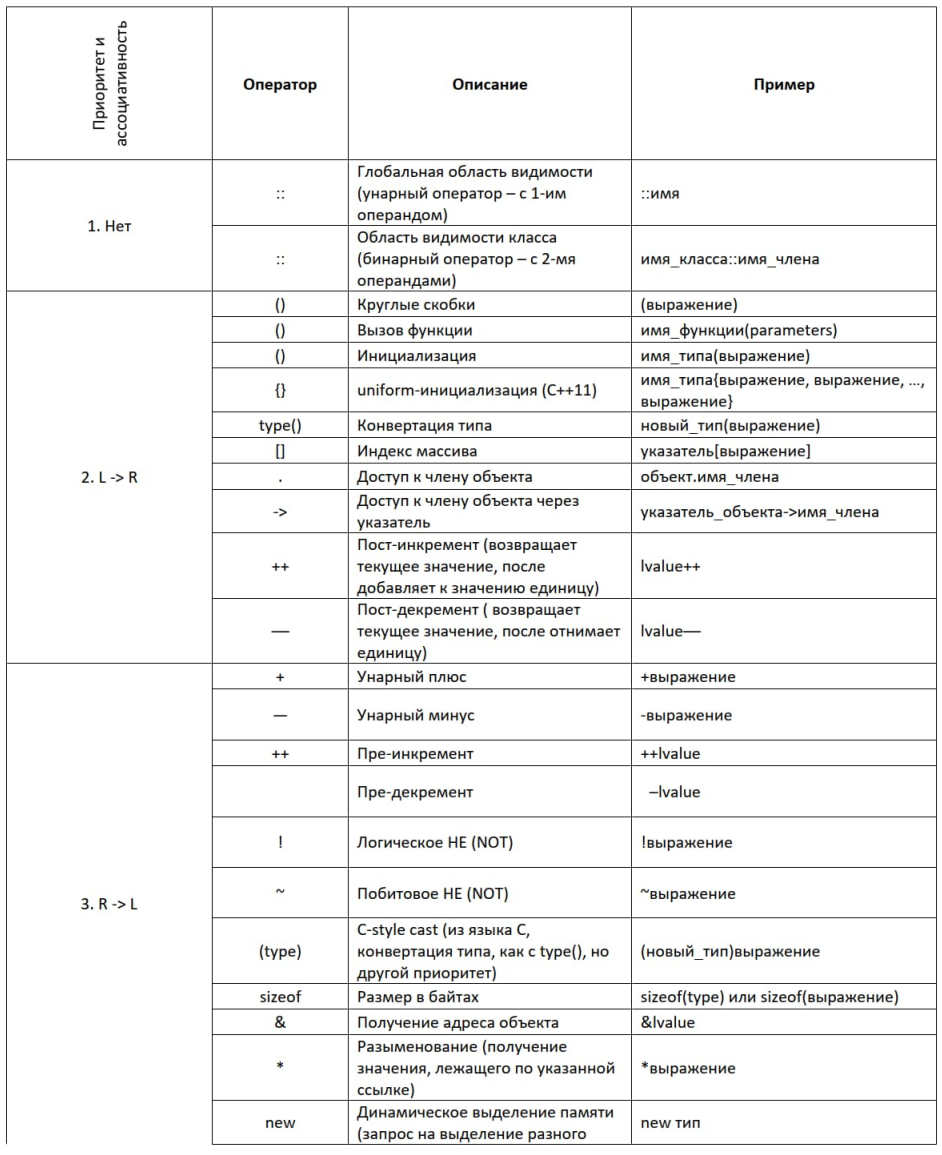 Приоритет и
ассоциативность
Оператор
Описание
Пример
1. Нет
::
Глобальная область видимости
(унарный оператор – с 1-им
операндом)
::имя
::
Область видимости класса
(бинарный оператор – с 2-мя
операндами)
имя_класса::имя_члена
2. L -> R
()
Круглые скобки
(выражение)
()
Вызов функции
имя_функции(parameters)
()
Инициализация
имя_типа(выражение)
{}
uniform-инициализация (C++11)
имя_типа{выражение, выражение, ...,
выражение}
type()
Конвертация типа
новый_тип(выражение)
[]
Индекс массива
указатель[выражение]
.
Доступ к члену объекта
объект.имя_члена
->
Доступ к члену объекта через
указатель
указатель_объекта->имя_члена
++
Пост-инкремент (возвращает
текущее значение, после
добавляет к значению единицу)
lvalue++
—
Пост-декремент ( возвращает
текущее значение, после отнимает
единицу)
lvalue—
3. R -> L
+
Унарный плюс
+выражение
—
Унарный минус
-выражение
++
Пре-инкремент
++lvalue
Пре-декремент
–lvalue
!
Логическое НЕ (NOT)
!выражение
~
Побитовое НЕ (NOT)
~выражение
(type)
C-style cast (из языка C,
конвертация типа, как с type(), но
другой приоритет)
(новый_тип)выражение
sizeof
Размер в байтах
sizeof(type) или sizeof(выражение)
&
Получение адреса объекта
&lvalue
*
Разыменование (получение
значения, лежащего по указанной
ссылке)
*выражение
new
Динамическое выделение памяти
(запрос на выделение разного
new тип